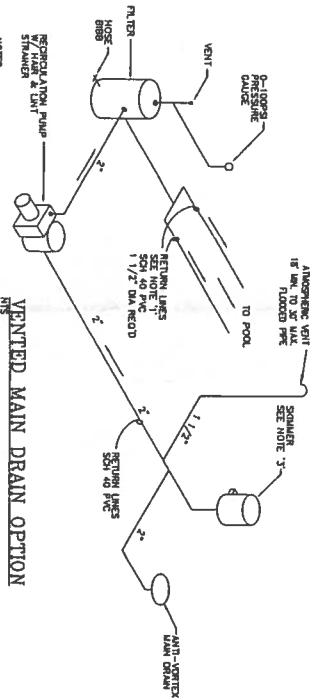 0-100PSI
PRESSURE
GAUGE
VENT
FILTER
HOSE
BIBB
RECIRCULATION PUMP
W/ HAIR & LINT
STRAINER
2"
RETURN LINES
SEE NOTE '1'
SCH 40 PVC
1 1/2" DIA REQ'D
TO POOL
ATMOSPHERIC VENT
18" MIN. TO 30' MAX
FLOODED PIPE
SKIMMER
SEE NOTE '3'
1 1/2"
2"
2"
2"
RETURN LINES
SCH 40 PVC
ANTI-VORTEX
MAIN DRAIN
VENTED MAIN DRAIN OPTION
NTS